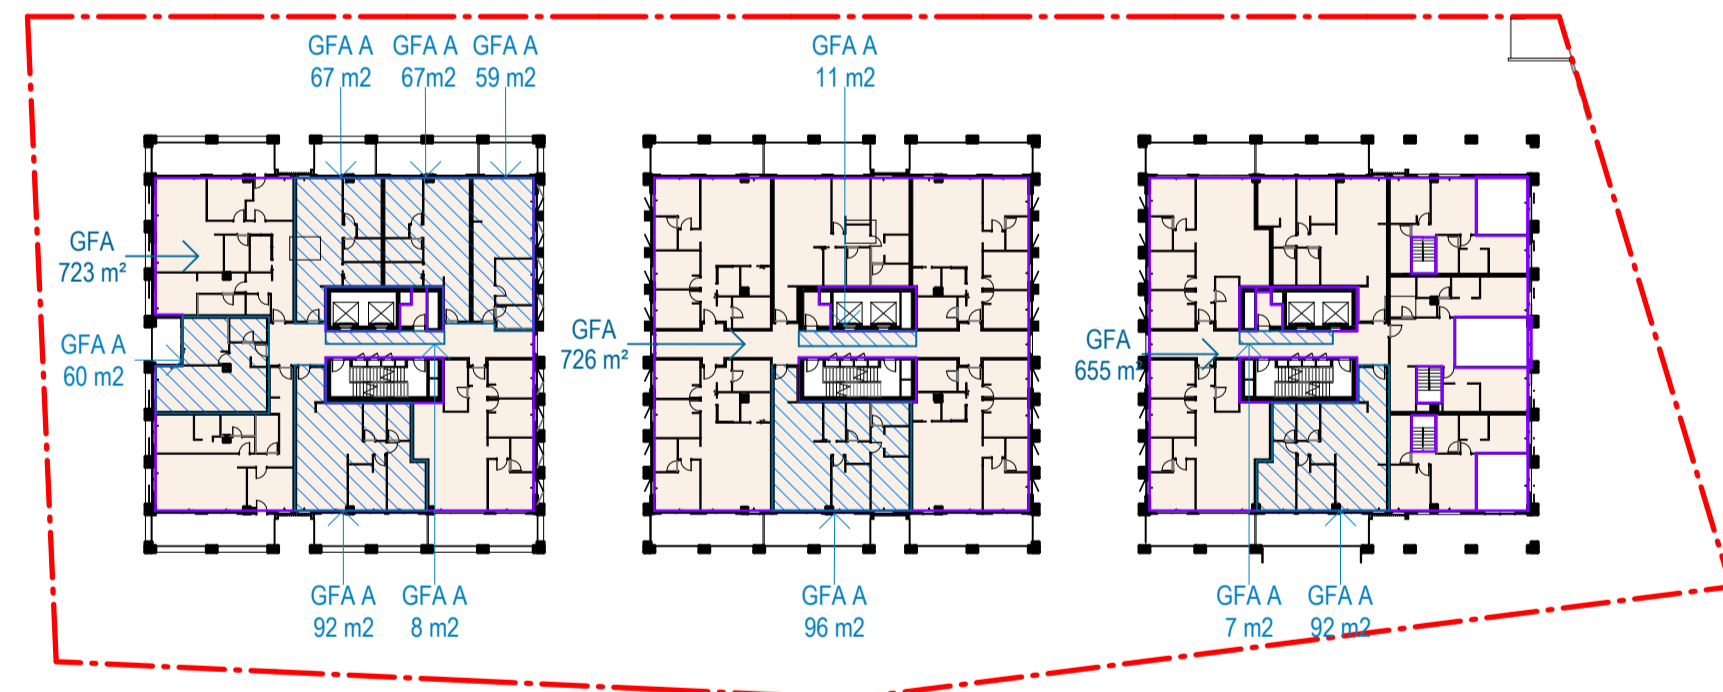 GFA A
67 m2
GFA A
67m2
GFA A
59 m2
GFA A
11 m2
GFA
723 m²
GFA A
60 m2
GFA
726 m²
GFA
655 m²
GFA A
92 m2
GFA A
8 m2
GFA A
96 m2
GFA A
7 m2
GFA A
92 m2